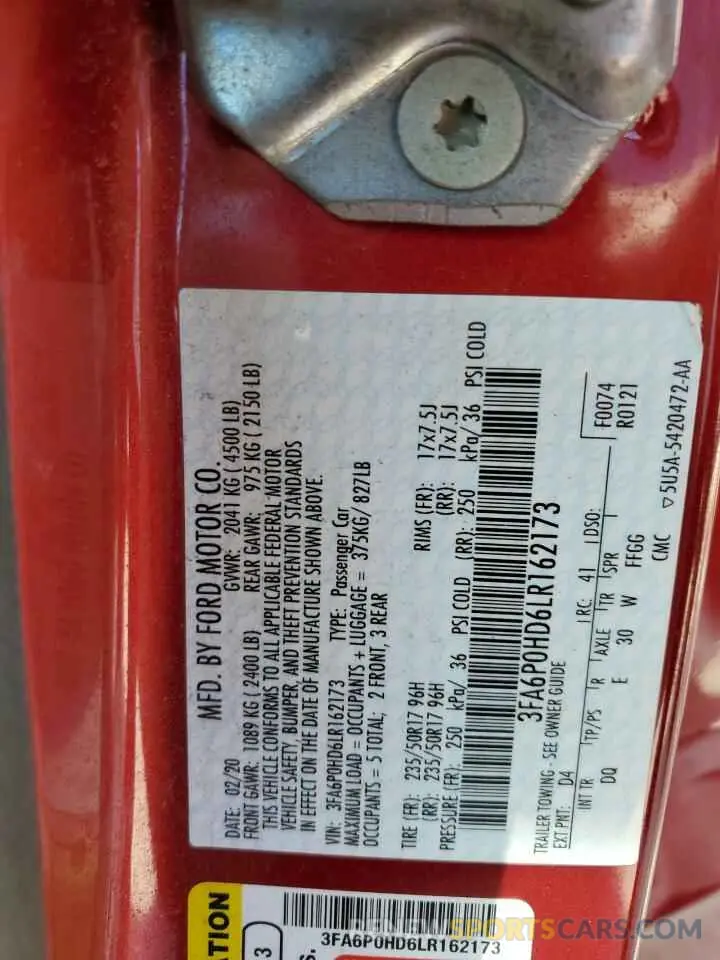 MFD. BY FORD MOTOR CO.
DATE: 02/20 GVWR: 2041 KG ( 4500 LB)
FRONT GAWR: 1089 KG ( 2400 LB) REAR GAWR: 975 KG ( 2150 LB)
THIS VEHICLE CONFORMS TO ALL APPLICABLE FEDERAL MOTOR
VEHICLE SAFETY, BUMPER, AND THEFT PREVENTION STANDARDS
IN EFFECT ON THE DATE OF MANUFACTURE SHOWN ABOVE.
VIN: 3FA6P0HD6LR162173 TYPE: Passenger Car
MAXIMUM LOAD = OCCUPANTS + LUGGAGE = 375KG/ 827LB
OCCUPANTS = 5 TOTAL; 2 FRONT, 3 REAR
TIRE (FR): 235/50R17 96H RIMS (FR): 17x7.5J
(RR): 235/50R17 96H (RR): 17x7.5J
PRESSURE (FR): 250 kPa/ 36 PSI COLD (RR): 250 kPa/ 36 PSI COLD
3FA6P0HD6LR162173
TRAILER TOWING - SEE OWNER GUIDE F0074
EXT PNT: D4 RC: 41 DSO: R0121
INT TR TP/PS R AXLE TR SPR
DQ E 30 W FFGG
CMC 5U5A-5420472-AA
3FA6P0HD6LR162173
3